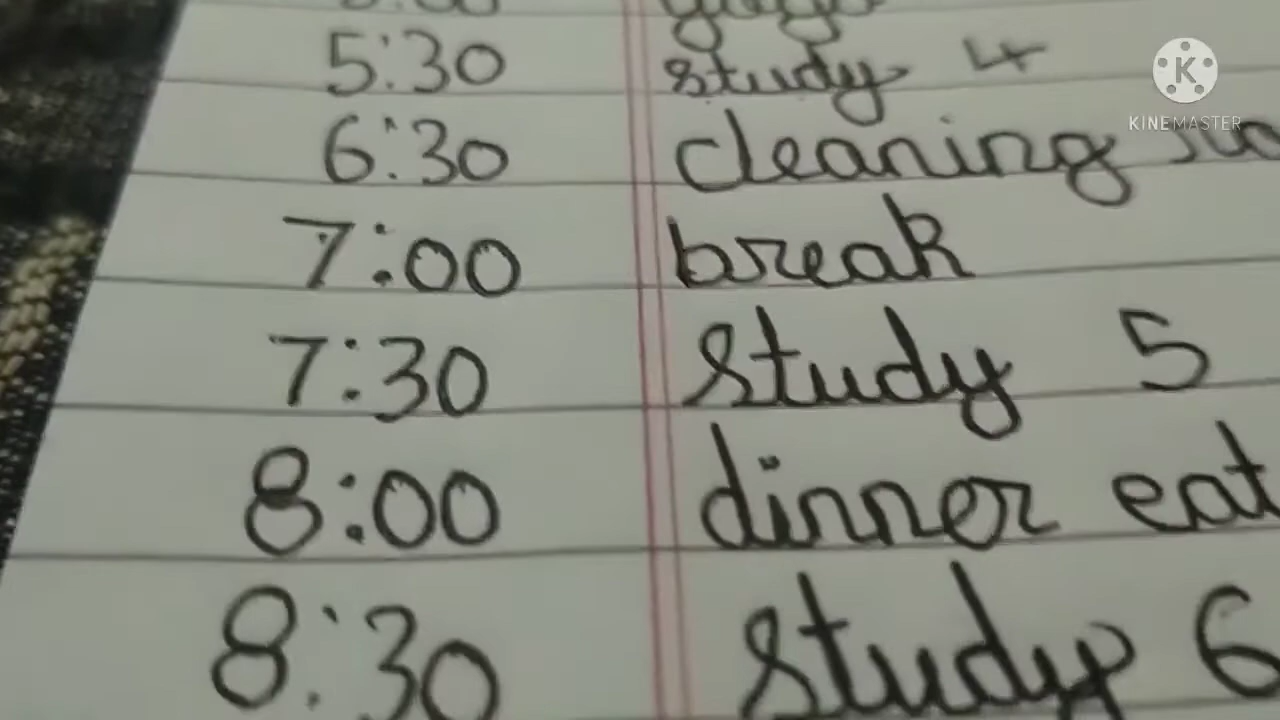 5:30 study 4
6:30 cleaning
7:00 break
7:30 study 5
8:00 dinner eat
8:30 study 6
K
KINEMASTER